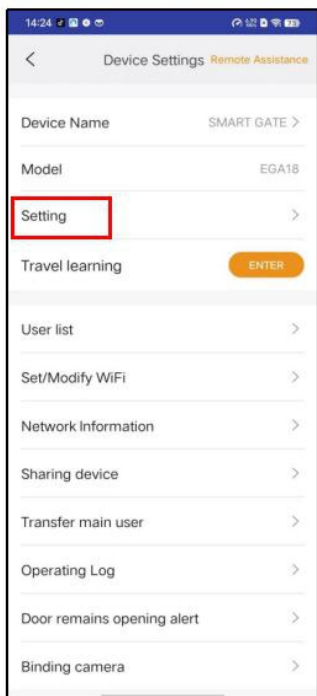 14:24
Device Settings Remote Assistance
Device Name SMART GATE >
Model EGA18
Setting >
Travel learning ENTER
User list >
Set/Modify WiFi >
Network Information >
Sharing device >
Transfer main user >
Operating Log >
Door remains opening alert >
Binding camera >